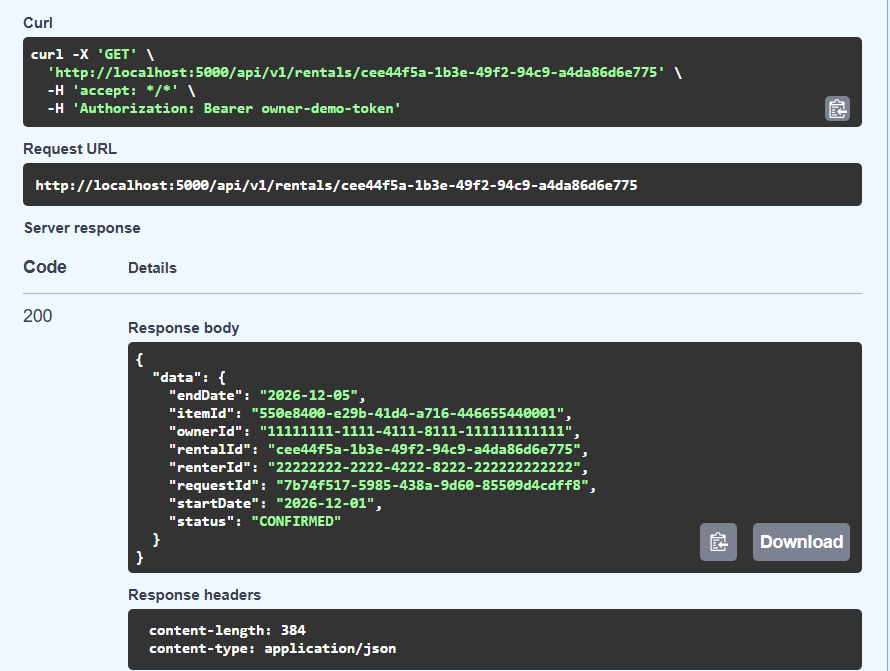 Curl
curl -X 'GET' \
  'http://localhost:5000/api/v1/rentals/cee44f5a-1b3e-49f2-94c9-a4da86d6e775' \
  -H 'accept: */*' \
  -H 'Authorization: Bearer owner-demo-token'
Request URL
http://localhost:5000/api/v1/rentals/cee44f5a-1b3e-49f2-94c9-a4da86d6e775
Server response
Code Details
200
Response body
{
  "data": {
    "endDate": "2026-12-05",
    "itemId": "550e8400-e29b-41d4-a716-446655440001",
    "ownerId": "11111111-1111-4111-8111-111111111111",
    "rentalId": "cee44f5a-1b3e-49f2-94c9-a4da86d6e775",
    "renterId": "22222222-2222-4222-8222-222222222222",
    "requestId": "7b74f517-5985-438a-9d60-85509d4cdff8",
    "startDate": "2026-12-01",
    "status": "CONFIRMED"
  }
}
Download
Response headers
content-length: 384
content-type: application/json